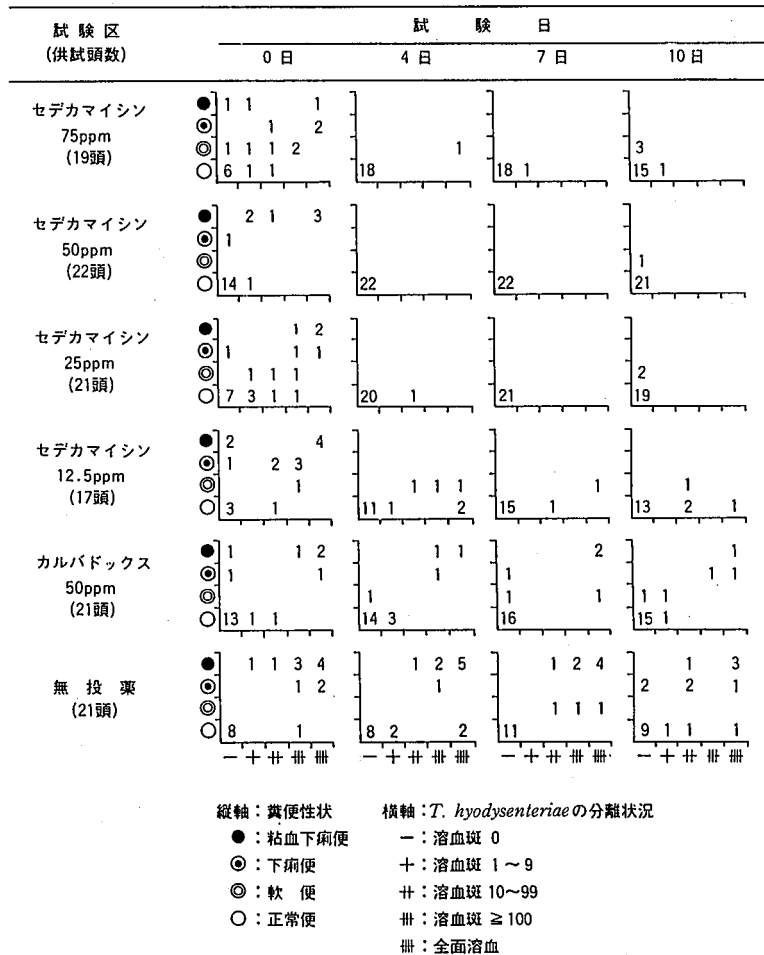 試験区 試験日
(供試頭数) 0日 4日 7日 10日
セデカマイシン 75ppm (19頭)
● 1 1 1 1
◉ 1 2
◎ 1 1 1 2 1 3
○ 6 1 1 18 18 1 15 1
セデカマイシン 50ppm (22頭)
● 2 1 3
◉ 1
◎ 1
○ 14 1 22 22 21
セデカマイシン 25ppm (21頭)
● 1 2
◉ 1 1 1
◎ 1 1 1 2
○ 7 3 1 1 20 1 21 19
セデカマイシン 12.5ppm (17頭)
● 2 4
◉ 1 2 3
◎ 1 1 1 1 1 1
○ 3 1 11 1 2 15 1 13 2 1
カルバドックス 50ppm (21頭)
● 1 1 2 1 1 2 1
◉ 1 1 1 1 1 1
◎ 1 1 1 1 1
○ 13 1 1 14 3 16 15 1
無投薬 (21頭)
● 1 1 3 4 1 2 5 1 2 4 1 3
◉ 1 2 1 2 2 1
◎ 1 1 1
○ 8 1 8 2 2 11 9 1 1 1
縦軸：糞便性状 横軸：T. hyodysenteriaeの分離状況
●：粘血下痢便 －：溶血斑 0
◉：下痢便 ＋：溶血斑 1～9
◎：軟 便 ⧺：溶血斑 10～99
○：正常便 ⧻：溶血斑 ≧100
：全面溶血